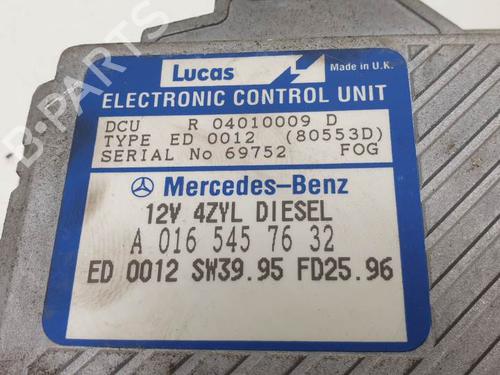 B-PARTS
Lucas
Made in U.K.
ELECTRONIC CONTROL UNIT
DCU R 04010009 D
TYPE ED 0012 (80553D)
SERIAL No 69752 FOG
Mercedes-Benz
12V 4ZYL DIESEL
A 016 545 76 32
ED 0012 SW39.95 FD25.96